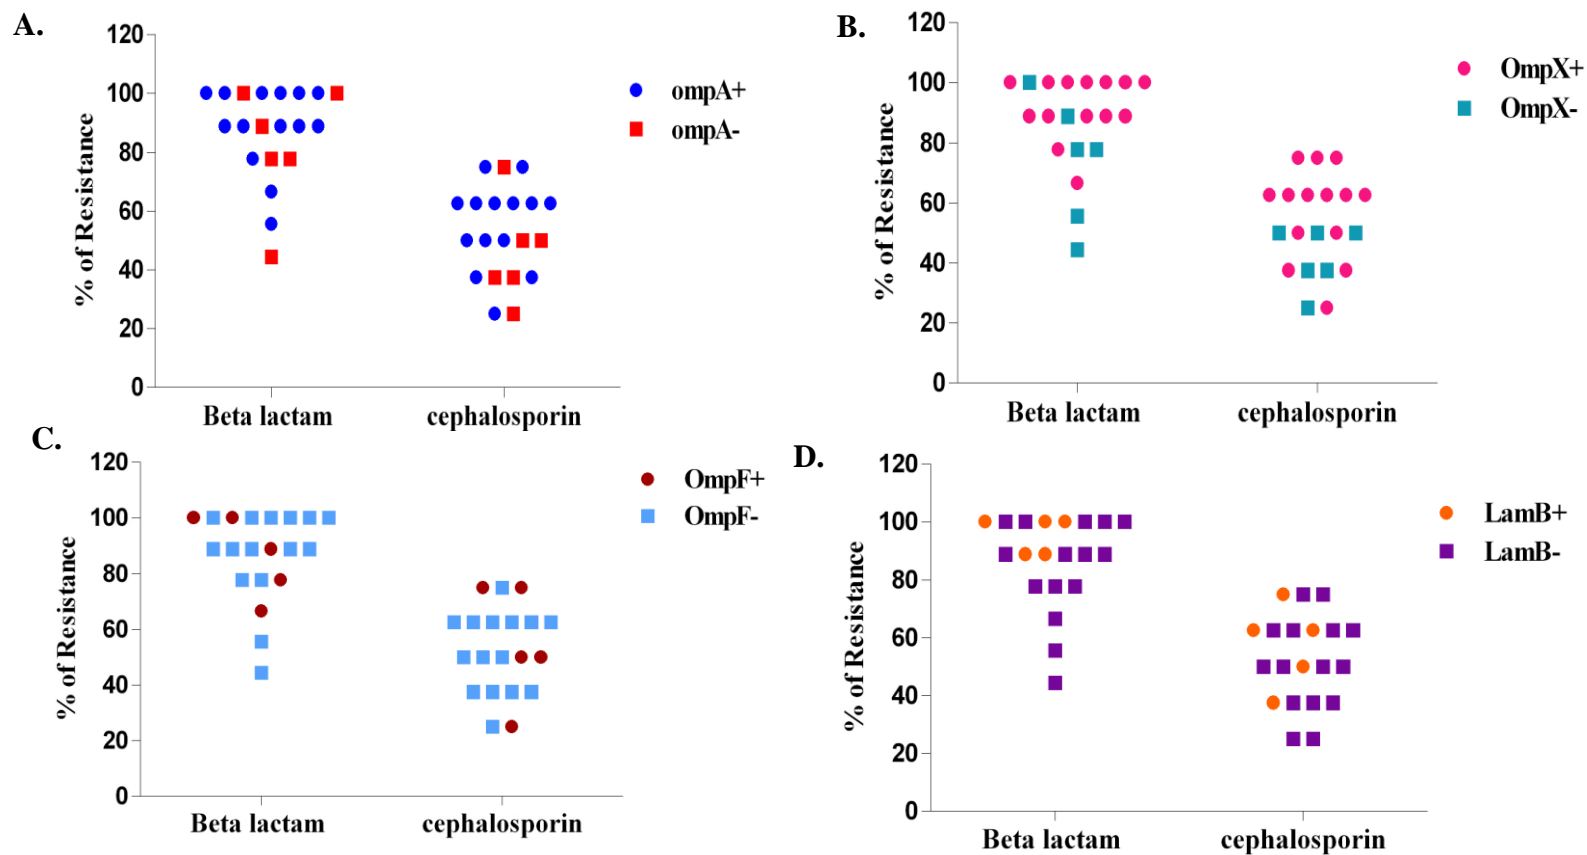 A.
120
100
80
60
40
20
0
% of Resistance
Beta lactam
cephalosporin
ompA+
ompA-
B.
120
100
80
60
40
20
0
% of Resistance
Beta lactam
cephalosporin
OmpX+
OmpX-
C.
120
100
80
60
40
20
0
% of Resistance
Beta lactam
cephalosporin
OmpF+
OmpF-
D.
120
100
80
60
40
20
0
% of Resistance
Beta lactam
cephalosporin
LamB+
LamB-